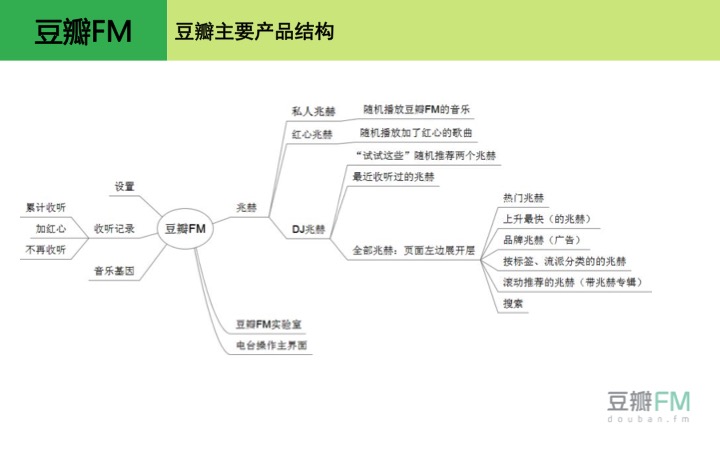 豆瓣FM
豆瓣主要产品结构
私人兆赫
随机播放豆瓣FM的音乐
红心兆赫
随机播放加了红心的歌曲
“试试这些”随机推荐两个兆赫
最近收听过的兆赫
设置
累计收听
加红心
收听记录
不再收听
音乐基因
豆瓣FM
兆赫
DJ兆赫
全部兆赫：页面左边展开层
热门兆赫
上升最快（的兆赫）
品牌兆赫（广告）
按标签、流派分类的的兆赫
滚动推荐的兆赫（带兆赫专辑）
搜索
豆瓣FM实验室
电台操作主界面
豆瓣FM
douban.fm